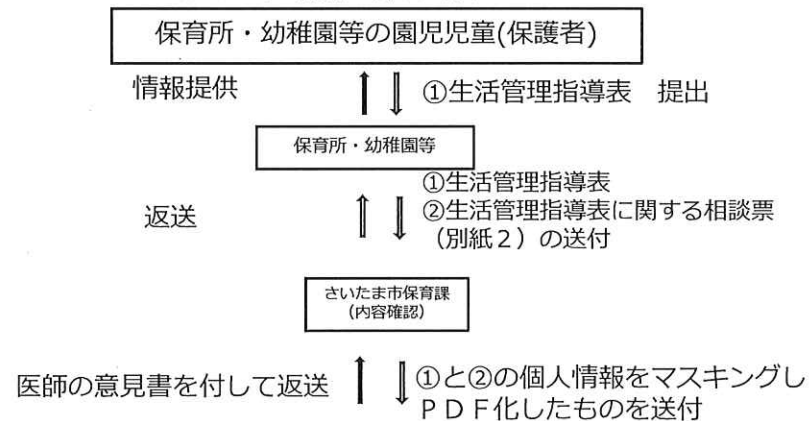 保育所・幼稚園等の園児児童(保護者)
情報提供
①生活管理指導表　提出
保育所・幼稚園等
返送
①生活管理指導表
②生活管理指導表に関する相談票
（別紙２）の送付
さいたま市保育課
（内容確認）
医師の意見書を付して返送
①と②の個人情報をマスキングし
ＰＤＦ化したものを送付